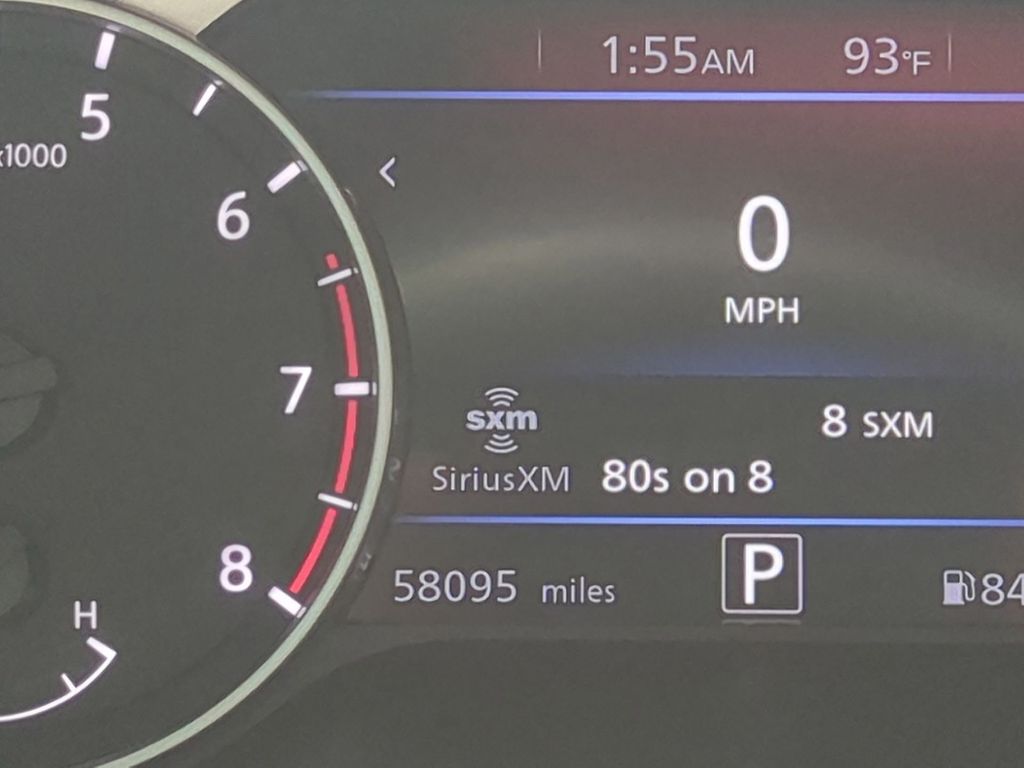 1:55AM 93°F
5
x1000
6
<
0
MPH
7
sxm
8 SXM
SiriusXM 80s on 8
8
58095 miles P 84
H